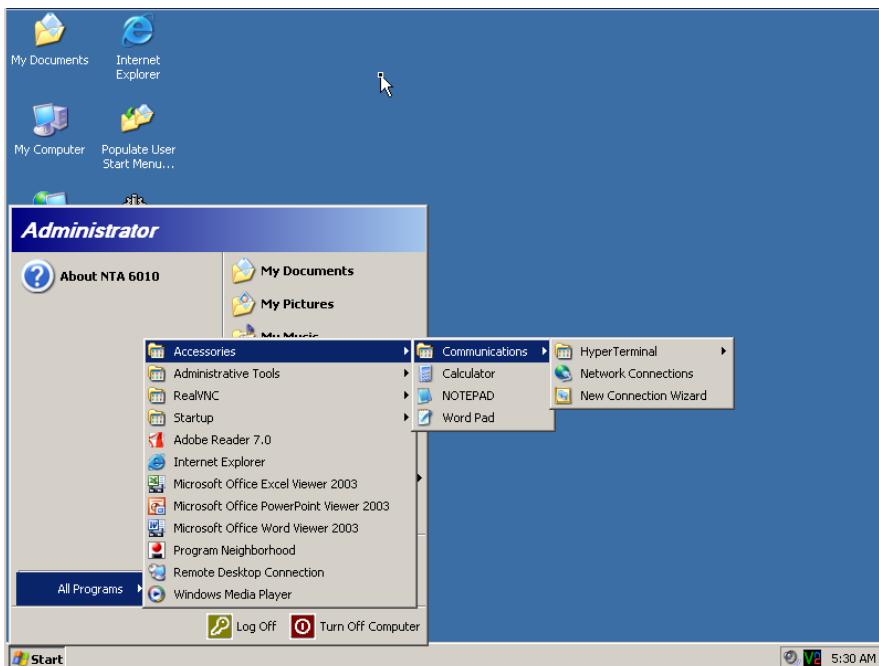 My Documents
Internet
Explorer
My Computer
Populate User
Start Menu...
Administrator
About NTA 6010
My Documents
My Pictures
My Music
Accessories
Administrative Tools
RealVNC
Startup
Adobe Reader 7.0
Internet Explorer
Microsoft Office Excel Viewer 2003
Microsoft Office PowerPoint Viewer 2003
Microsoft Office Word Viewer 2003
Program Neighborhood
Remote Desktop Connection
Windows Media Player
Communications
Calculator
NOTEPAD
Word Pad
HyperTerminal
Network Connections
New Connection Wizard
All Programs
Log Off
Turn Off Computer
Start
5:30 AM